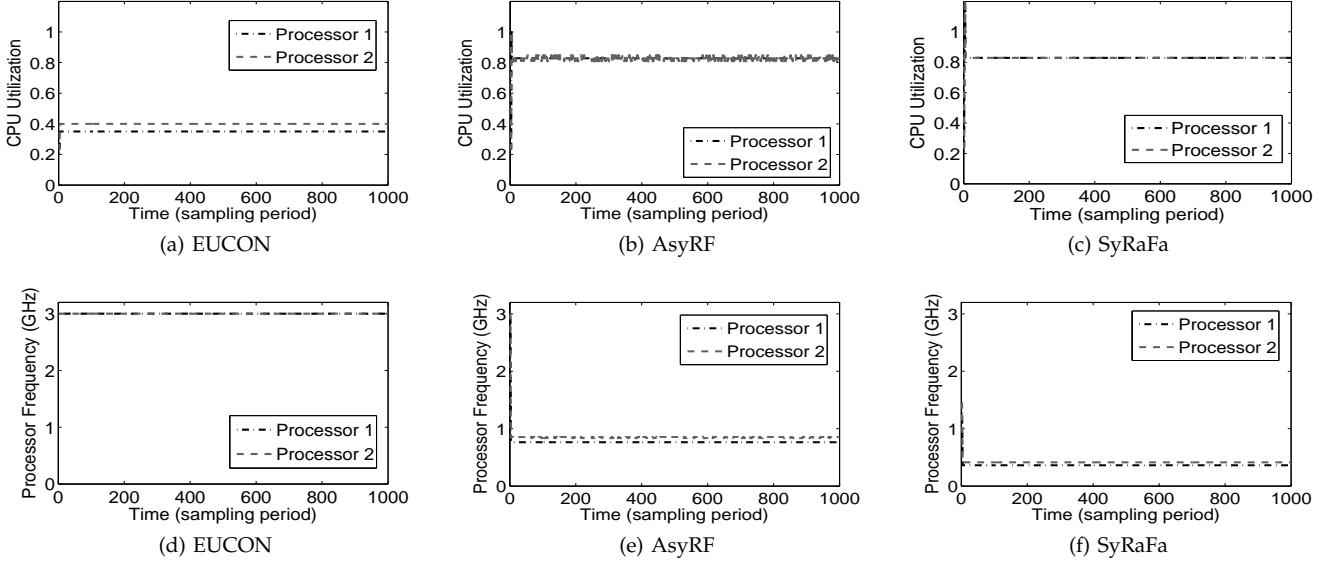 CPU Utilization
1
0.8
0.6
0.4
0.2
0
Processor 1
Processor 2
0 200 400 600 800 1000
Time (sampling period)
(a) EUCON
CPU Utilization
1
0.8
0.6
0.4
0.2
0
Processor 1
Processor 2
0 200 400 600 800 1000
Time (sampling period)
(b) AsyRF
CPU Utilization
1
0.8
0.6
0.4
0.2
0
Processor 1
Processor 2
0 200 400 600 800 1000
Time (sampling period)
(c) SyRaFa
Processor Frequency (GHz)
3
2
1
0
Processor 1
Processor 2
0 200 400 600 800 1000
Time (sampling period)
(d) EUCON
Processor Frequency (GHz)
3
2
1
0
Processor 1
Processor 2
0 200 400 600 800 1000
Time (sampling period)
(e) AsyRF
Processor Frequency (GHz)
3
2
1
0
Processor 1
Processor 2
0 200 400 600 800 1000
Time (sampling period)
(f) SyRaFa